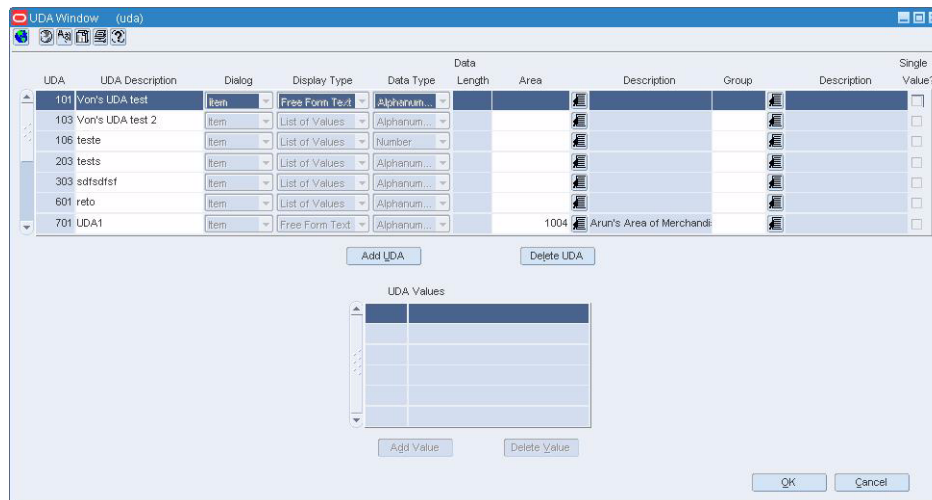 UDA Window (uda)
Data Single
UDA UDA Description Dialog Display Type Data Type Length Area Description Group Description Value?
101 Von's UDA test Item Free Form Text Alphanum...
103 Von's UDA test 2 Item List of Values Alphanum...
106 teste Item List of Values Number
203 tests Item List of Values Alphanum...
303 sdfsdfsf Item List of Values Alphanum...
601 reto Item List of Values Alphanum...
701 UDA1 Item Free Form Text Alphanum... 1004 Arun's Area of Merchandi
Add UDA Delete UDA
UDA Values
Add Value Delete Value
OK Cancel